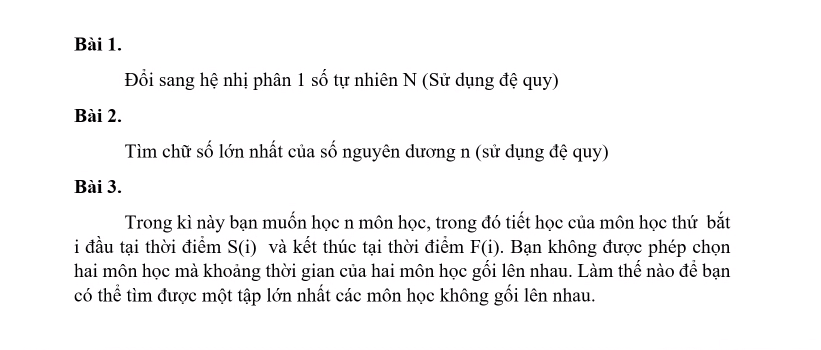 Bài 1.
Đổi sang hệ nhị phân 1 số tự nhiên N (Sử dụng đệ quy)
Bài 2.
Tìm chữ số lớn nhất của số nguyên dương n (sử dụng đệ quy)
Bài 3.
Trong kì này bạn muốn học n môn học, trong đó tiết học của môn học thứ bắt
i đầu tại thời điểm S(i) và kết thúc tại thời điểm F(i). Bạn không được phép chọn
hai môn học mà khoảng thời gian của hai môn học gối lên nhau. Làm thế nào để bạn
có thể tìm được một tập lớn nhất các môn học không gối lên nhau.